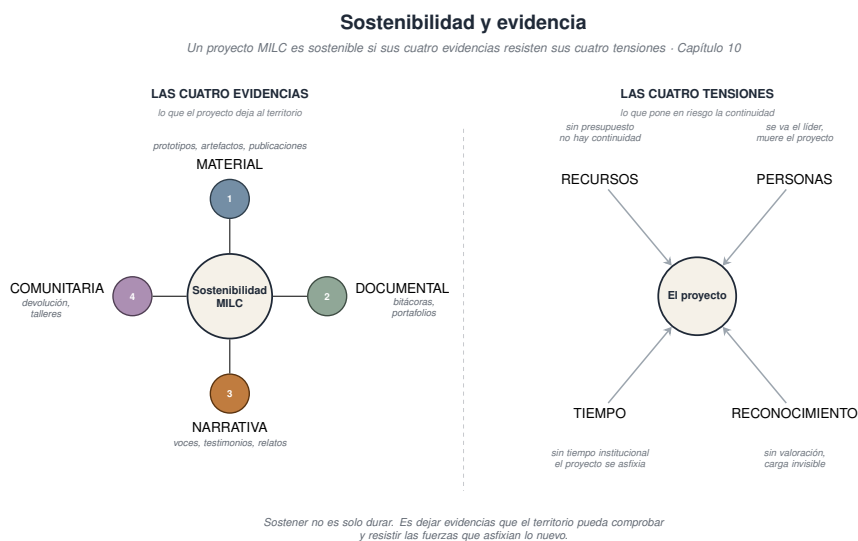 Sostenibilidad y evidencia
Un proyecto MILC es sostenible si sus cuatro evidencias resisten sus cuatro tensiones · Capítulo 10
LAS CUATRO EVIDENCIAS
lo que el proyecto deja al territorio
prototipos, artefactos, publicaciones
MATERIAL
1
COMUNITARIA
devolución,
talleres
4
Sostenibilidad
MILC
2
DOCUMENTAL
bitácoras,
portafolios
3
NARRATIVA
voces, testimonios, relatos
LAS CUATRO TENSIONES
lo que pone en riesgo la continuidad
sin presupuesto
no hay continuidad
RECURSOS
se va el líder,
muere el proyecto
PERSONAS
El proyecto
TIEMPO
sin tiempo institucional
el proyecto se asfixia
RECONOCIMIENTO
sin valoración,
carga invisible
Sostener no es solo durar. Es dejar evidencias que el territorio pueda comprobar
y resistir las fuerzas que asfixian lo nuevo.